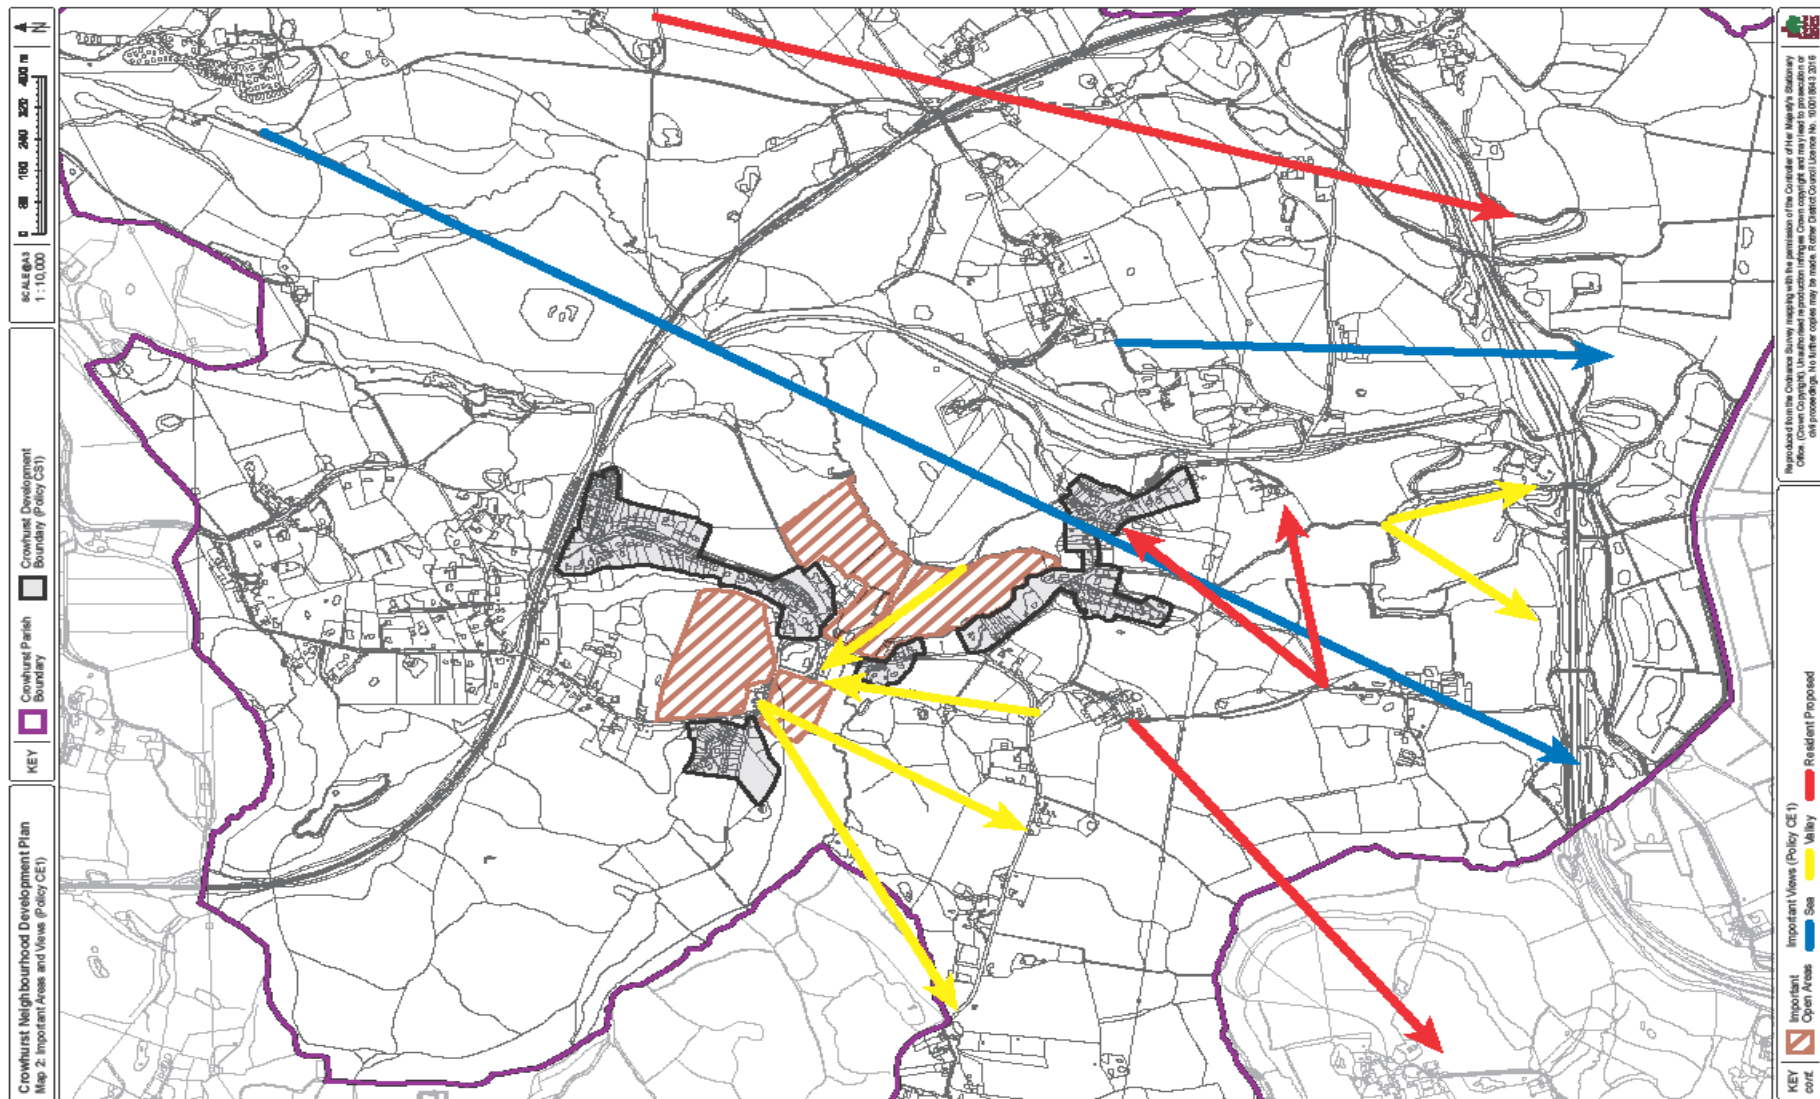 Crowhurst Neighbourhood Development Plan
Map 2: Important Areas and Views (Policy CE1)
KEY
Crowhurst Parish
Boundary
Crowhurst Development
Boundary (Policy CS1)
SCALE@A3
1 : 10,000
0 80 160 240 320 400 m
N
KEY
cont.
Important
Open Areas
Important Views (Policy CE1)
Sea
Valley
Resident Proposed
Reproduced from the Ordnance Survey mapping with the permission of the Controller of Her Majesty's Stationary
Office. (Crown Copyright). Unauthorised reproduction infringes Crown copyright and may lead to prosecution or
civil proceedings. No further copies may be made. Rother District Council Licence No. 100018643 2016